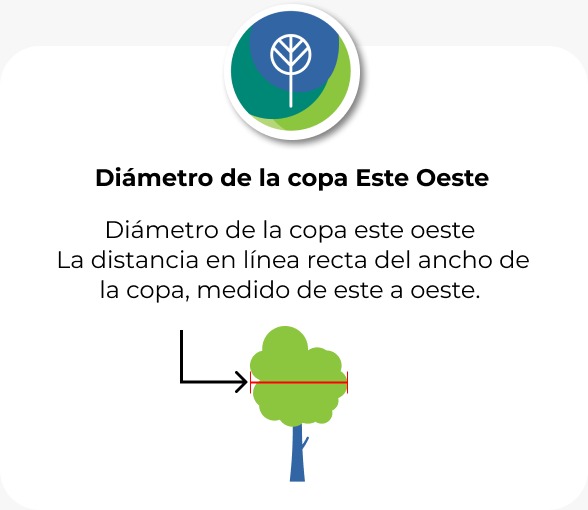 Diámetro de la copa Este Oeste
Diámetro de la copa este oeste
La distancia en línea recta del ancho de
la copa, medido de este a oeste.